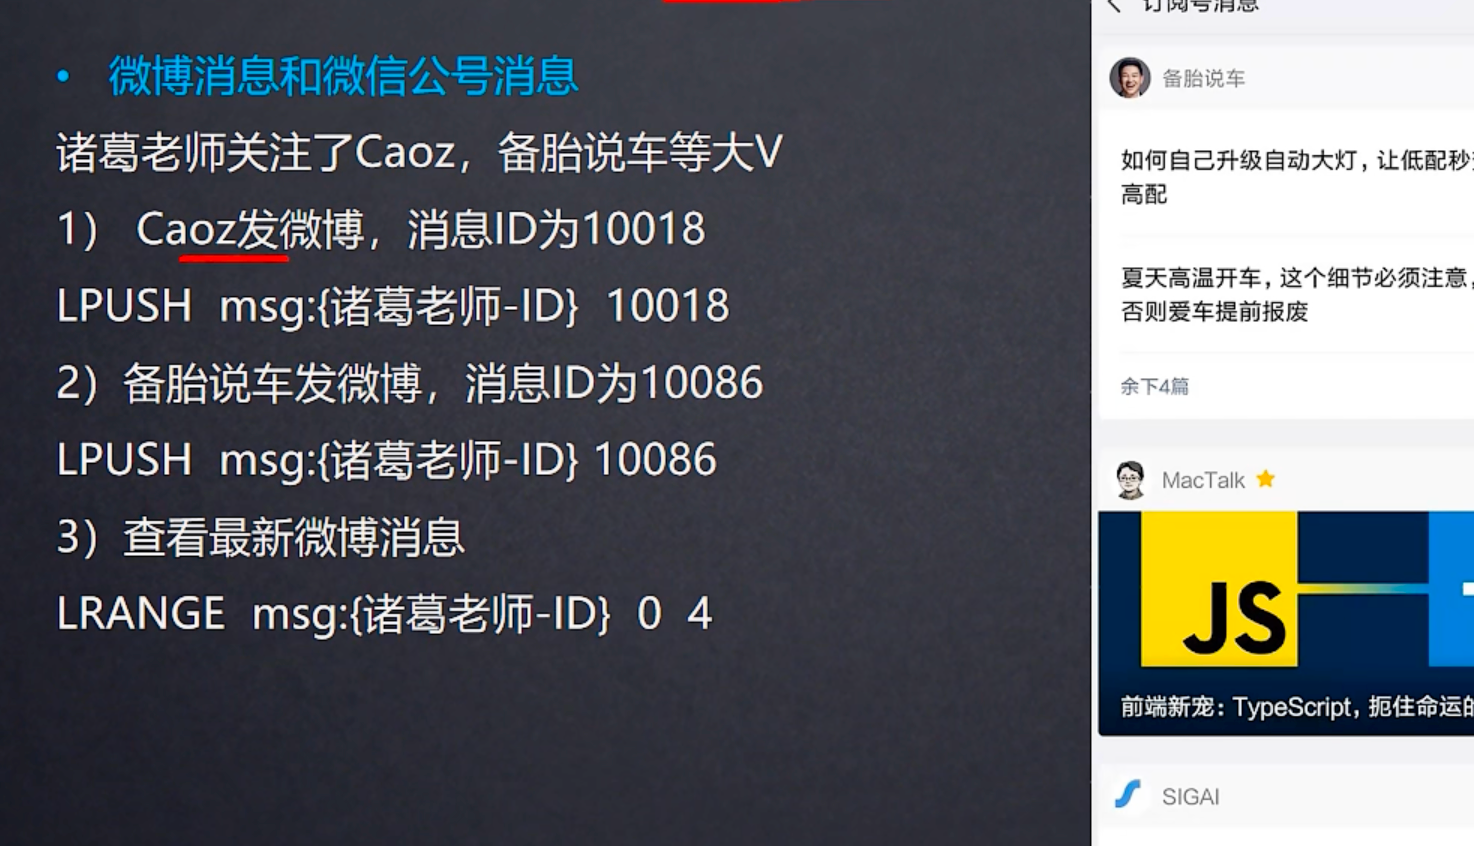 • 微博消息和微信公号消息
诸葛老师关注了Caoz，备胎说车等大V
1） Caoz发微博，消息ID为10018
LPUSH msg:{诸葛老师-ID} 10018
2）备胎说车发微博，消息ID为10086
LPUSH msg:{诸葛老师-ID} 10086
3）查看最新微博消息
LRANGE msg:{诸葛老师-ID} 0 4
订阅号消息
备胎说车
如何自己升级自动大灯，让低配秒
高配
夏天高温开车，这个细节必须注意，
否则爱车提前报废
余下4篇
MacTalk
JS
前端新宠：TypeScript，扼住命运的
SIGAI